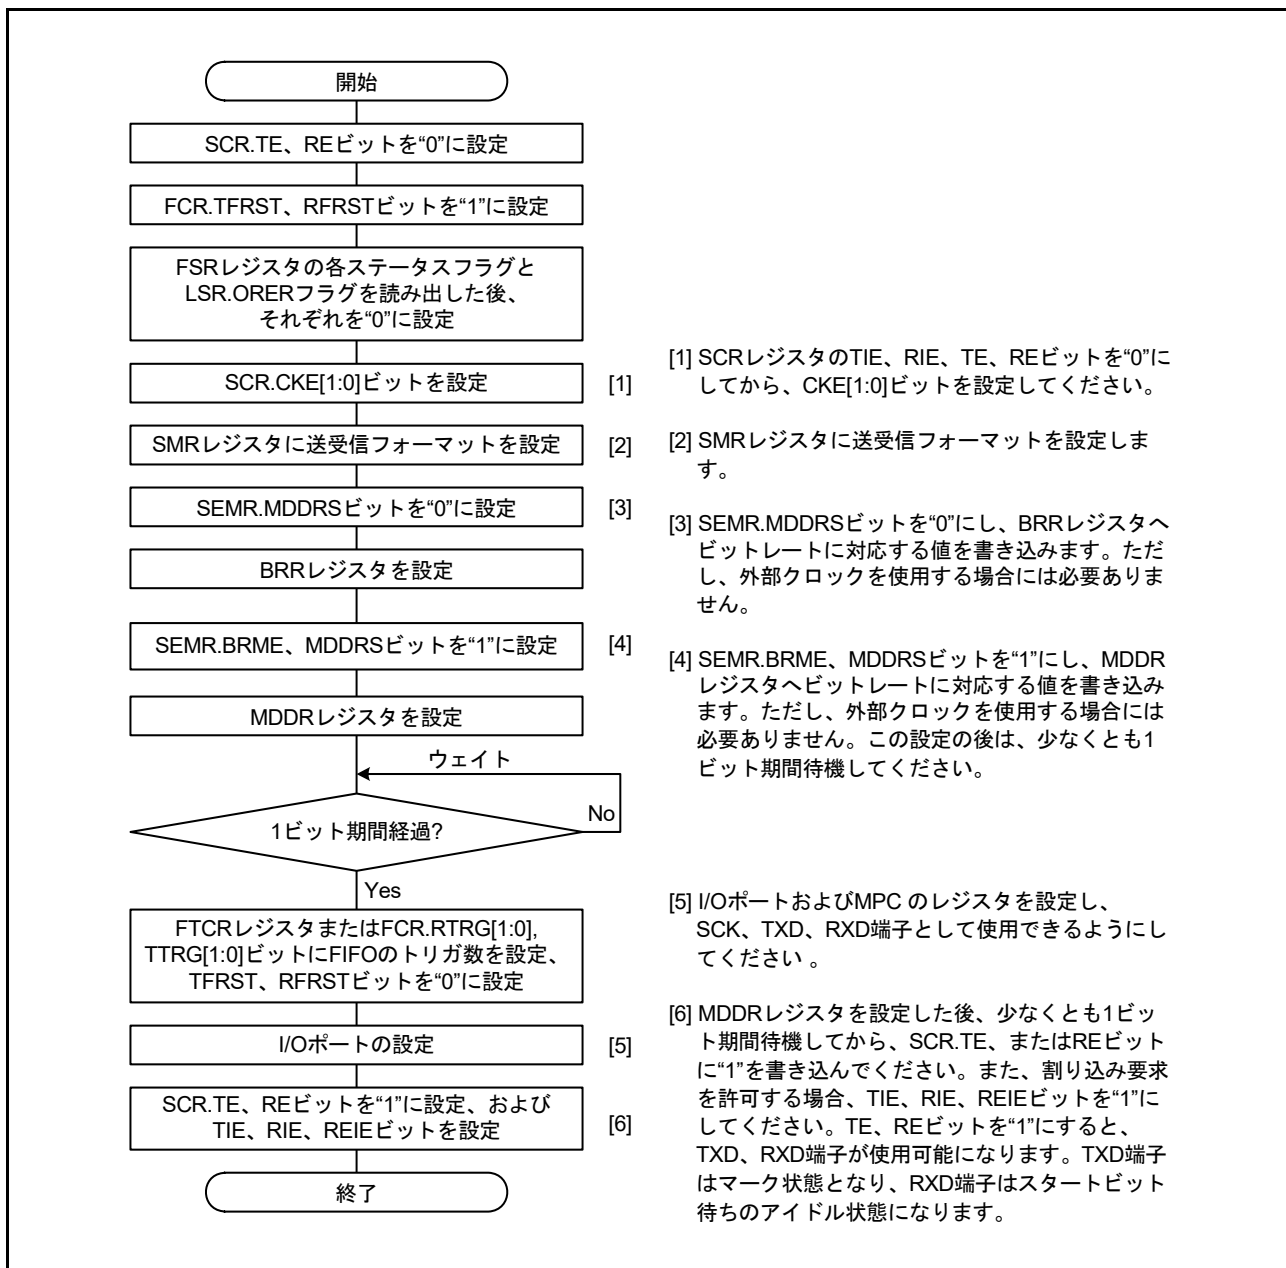 開始
SCR.TE、REビットを“0”に設定
FCR.TFRST、RFRSTビットを“1”に設定
FSRレジスタの各ステータスフラグと
LSR.ORERフラグを読み出した後、
それぞれを“0”に設定
SCR.CKE[1:0]ビットを設定 [1]
SMRレジスタに送受信フォーマットを設定 [2]
SEMR.MDDRSビットを“0”に設定 [3]
BRRレジスタを設定
SEMR.BRME、MDDRSビットを“1”に設定 [4]
MDDRレジスタを設定
ウェイト
1ビット期間経過?
No
Yes
FTCRレジスタまたはFCR.RTRG[1:0],
TTRG[1:0]ビットにFIFOのトリガ数を設定、
TFRST、RFRSTビットを“0”に設定
I/Oポートの設定 [5]
SCR.TE、REビットを“1”に設定、および
TIE、RIE、REIEビットを設定 [6]
終了
[1] SCRレジスタのTIE、RIE、TE、REビットを“0”に
してから、CKE[1:0]ビットを設定してください。
[2] SMRレジスタに送受信フォーマットを設定しま
す。
[3] SEMR.MDDRSビットを“0”にし、BRRレジスタへ
ビットレートに対応する値を書き込みます。ただ
し、外部クロックを使用する場合には必要ありま
せん。
[4] SEMR.BRME、MDDRSビットを“1”にし、MDDR
レジスタへビットレートに対応する値を書き込み
ます。ただし、外部クロックを使用する場合には
必要ありません。この設定の後は、少なくとも1
ビット期間待機してください。
[5] I/OポートおよびMPC のレジスタを設定し、
SCK、TXD、RXD端子として使用できるようにし
てください 。
[6] MDDRレジスタを設定した後、少なくとも1ビッ
ト期間待機してから、SCR.TE、またはREビット
に“1”を書き込んでください。また、割り込み要求
を許可する場合、TIE、RIE、REIEビットを“1”に
してください。TE、REビットを“1”にすると、
TXD、RXD端子が使用可能になります。TXD端子
はマーク状態となり、RXD端子はスタートビット
待ちのアイドル状態になります。